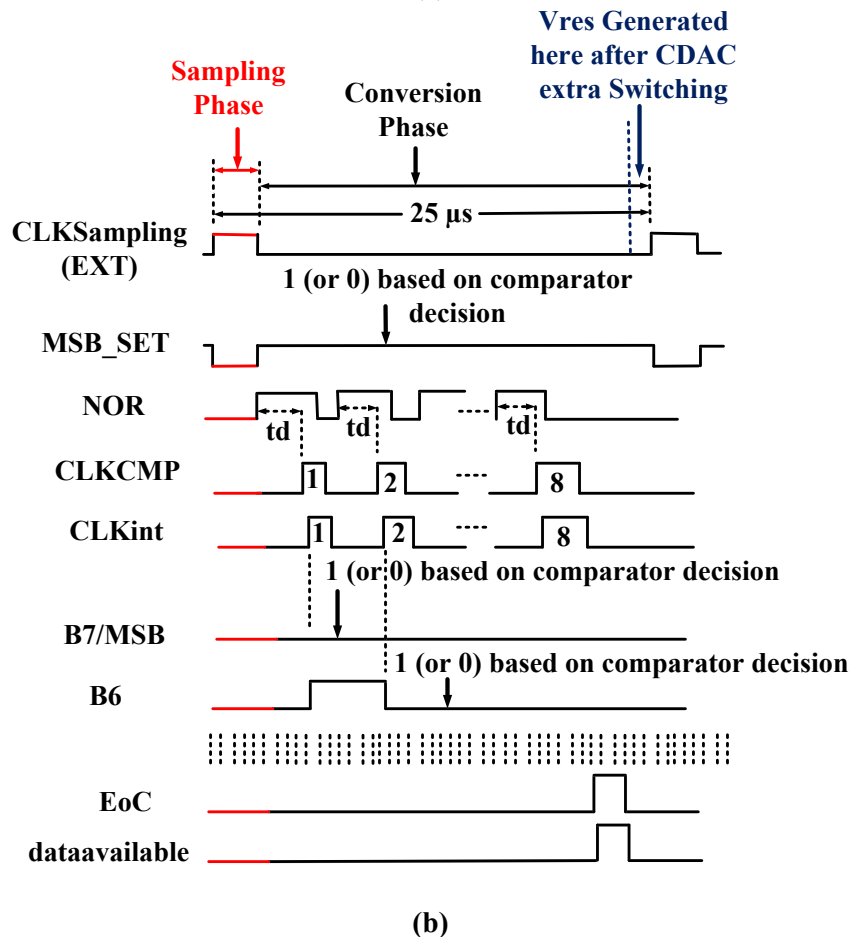 Vres Generated
here after CDAC
extra Switching
Sampling
Phase
Conversion
Phase
25 µs
CLKSampling
(EXT)
1 (or 0) based on comparator
decision
MSB_SET
NOR
td
td
td
CLKCMP
1
2
8
CLKint
1
2
8
1 (or 0) based on comparator decision
B7/MSB
1 (or 0) based on comparator decision
B6
EoC
dataavailable
(b)